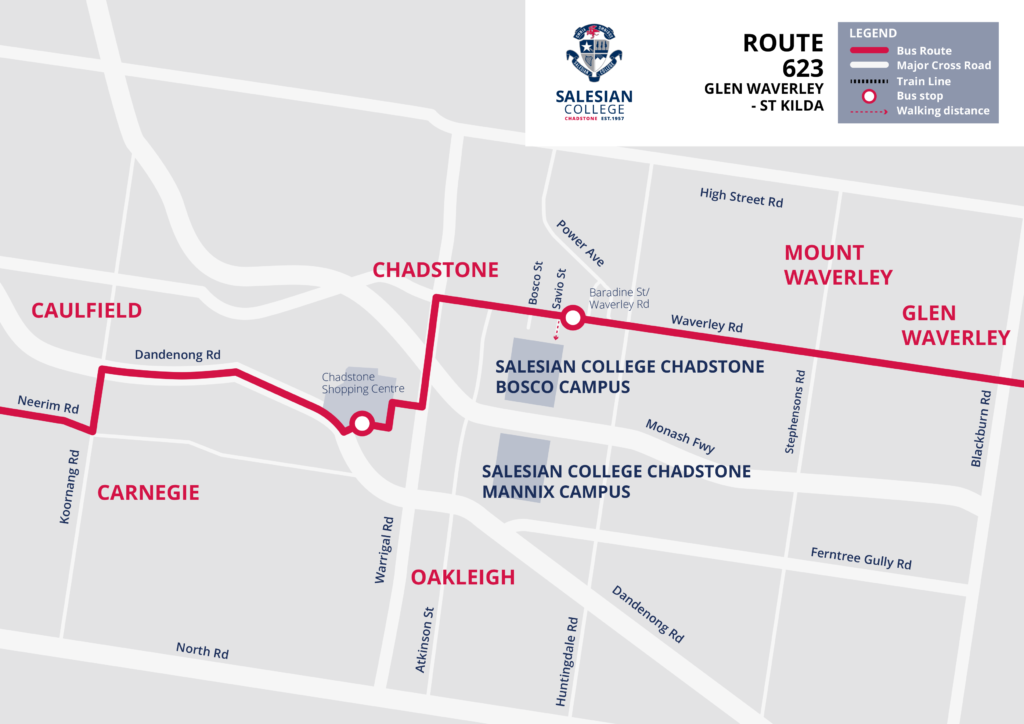 SALESIAN
COLLEGE
CHADSTONE EST.1957
ROUTE
623
GLEN WAVERLEY
- ST KILDA
LEGEND
Bus Route
Major Cross Road
Train Line
Bus stop
Walking distance
High Street Rd
Power Ave
MOUNT
WAVERLEY
CHADSTONE
Bosco St
Savio St
Baradine St/
Waverley Rd
CAULFIELD
Waverley Rd
GLEN
WAVERLEY
Dandenong Rd
Chadstone
Shopping Centre
SALESIAN COLLEGE CHADSTONE
BOSCO CAMPUS
Neerim Rd
Stephensons Rd
Blackburn Rd
Monash Fwy
Koornang Rd
CARNEGIE
SALESIAN COLLEGE CHADSTONE
MANNIX CAMPUS
Warrigal Rd
Ferntree Gully Rd
OAKLEIGH
Dandenong Rd
Atkinson St
Huntingdale Rd
North Rd